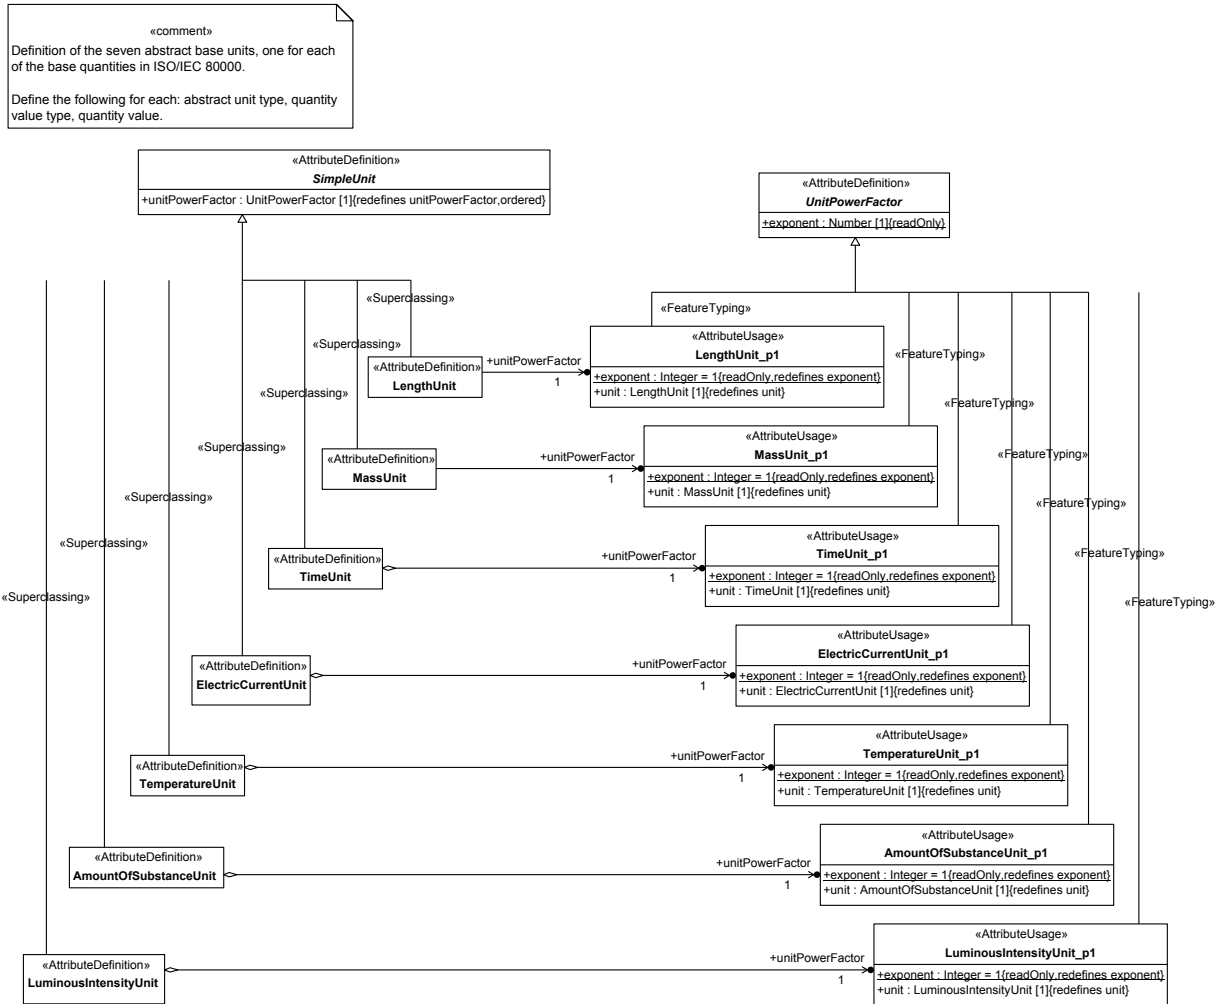 «comment»
Definition of the seven abstract base units, one for each
of the base quantities in ISO/IEC 80000.
Define the following for each: abstract unit type, quantity
value type, quantity value.
«AttributeDefinition»
SimpleUnit
+unitPowerFactor : UnitPowerFactor [1]{redefines unitPowerFactor,ordered}
«AttributeDefinition»
UnitPowerFactor
+exponent : Number [1]{readOnly}
«Superclassing»
«FeatureTyping»
«AttributeDefinition»
LengthUnit
+unitPowerFactor
1
«AttributeUsage»
LengthUnit_p1
+exponent : Integer = 1{readOnly,redefines exponent}
+unit : LengthUnit [1]{redefines unit}
«Superclassing»
«FeatureTyping»
«AttributeDefinition»
MassUnit
+unitPowerFactor
1
«AttributeUsage»
MassUnit_p1
+exponent : Integer = 1{readOnly,redefines exponent}
+unit : MassUnit [1]{redefines unit}
«Superclassing»
«FeatureTyping»
«AttributeDefinition»
TimeUnit
+unitPowerFactor
1
«AttributeUsage»
TimeUnit_p1
+exponent : Integer = 1{readOnly,redefines exponent}
+unit : TimeUnit [1]{redefines unit}
«Superclassing»
«FeatureTyping»
«AttributeDefinition»
ElectricCurrentUnit
+unitPowerFactor
1
«AttributeUsage»
ElectricCurrentUnit_p1
+exponent : Integer = 1{readOnly,redefines exponent}
+unit : ElectricCurrentUnit [1]{redefines unit}
«Superclassing»
«FeatureTyping»
«AttributeDefinition»
TemperatureUnit
+unitPowerFactor
1
«AttributeUsage»
TemperatureUnit_p1
+exponent : Integer = 1{readOnly,redefines exponent}
+unit : TemperatureUnit [1]{redefines unit}
«Superclassing»
«FeatureTyping»
«AttributeDefinition»
AmountOfSubstanceUnit
+unitPowerFactor
1
«AttributeUsage»
AmountOfSubstanceUnit_p1
+exponent : Integer = 1{readOnly,redefines exponent}
+unit : AmountOfSubstanceUnit [1]{redefines unit}
«Superclassing»
«FeatureTyping»
«AttributeDefinition»
LuminousIntensityUnit
+unitPowerFactor
1
«AttributeUsage»
LuminousIntensityUnit_p1
+exponent : Integer = 1{readOnly,redefines exponent}
+unit : LuminousIntensityUnit [1]{redefines unit}